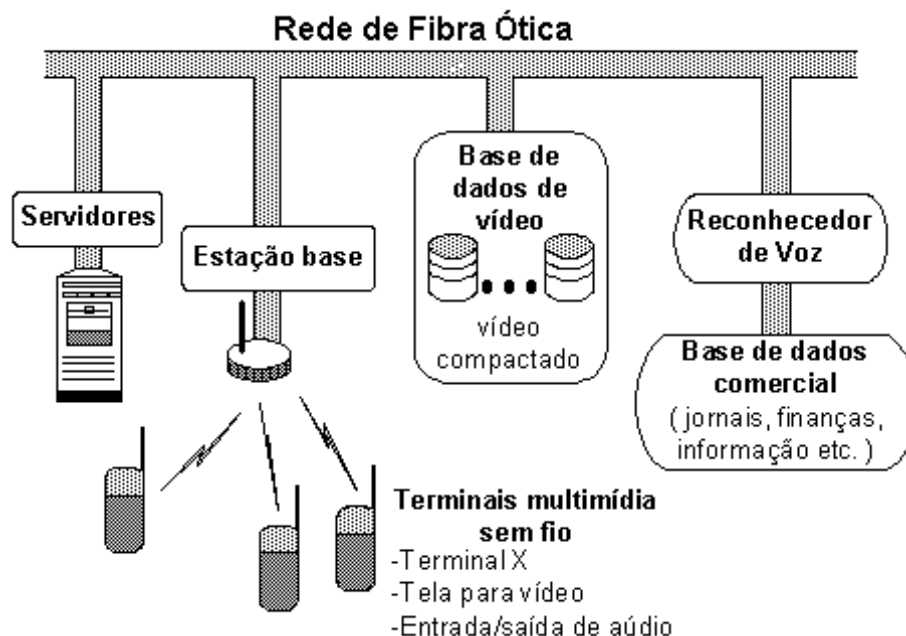 Rede de Fibra Ótica
Servidores
Estação base
Base de
dados de
vídeo
vídeo
compactado
Reconhecedor
de Voz
Base de dados
comercial
( jornais, finanças,
informação etc. )
Terminais multimídia
sem fio
-Terminal X
-Tela para vídeo
-Entrada/saída de aúdio